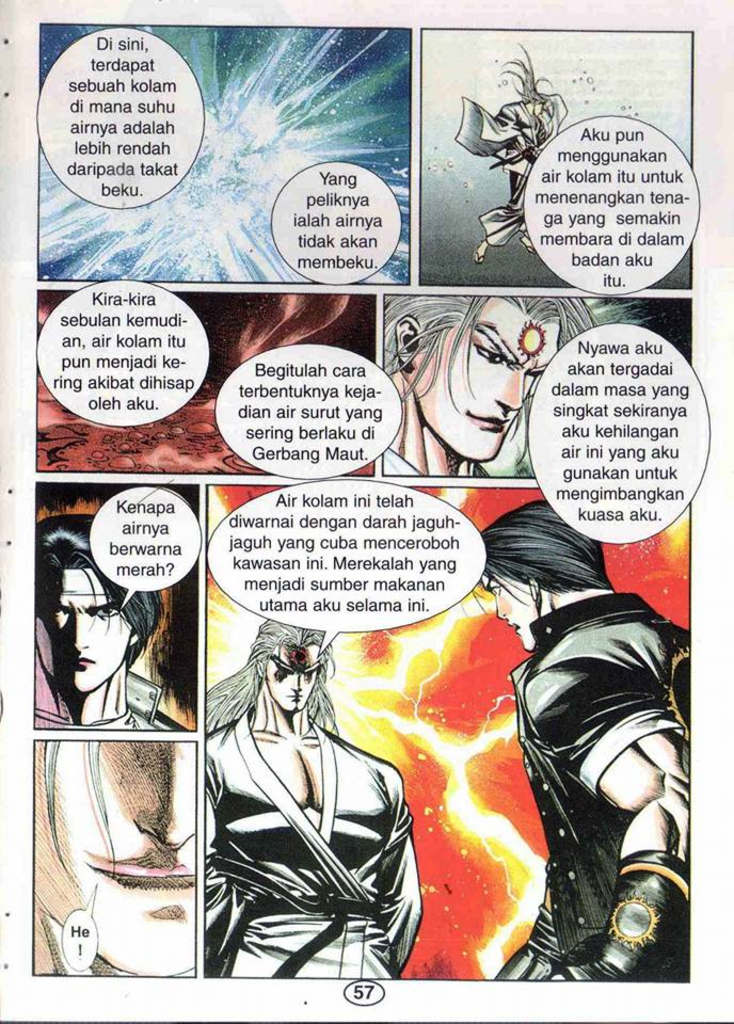 Di sini,
terdapat
sebuah kolam
di mana suhu
airnya adalah
lebih rendah
daripada takat
beku.
Yang
peliknya
ialah airnya
tidak akan
membeku.
Aku pun
menggunakan
air kolam itu untuk
menenangkan tena-
ga yang semakin
membara di dalam
badan aku
itu.
Kira-kira
sebulan kemudi-
an, air kolam itu
pun menjadi ke-
ring akibat dihisap
oleh aku.
Begitulah cara
terbentuknya keja-
dian air surut yang
sering berlaku di
Gerbang Maut.
Nyawa aku
akan tergadai
dalam masa yang
singkat sekiranya
aku kehilangan
air ini yang aku
gunakan untuk
mengimbangkan
kuasa aku.
Kenapa
airnya
berwarna
merah?
Air kolam ini telah
diwarnai dengan darah jaguh-
jaguh yang cuba menceroboh
kawasan ini. Merekalah yang
menjadi sumber makanan
utama aku selama ini.
He
!
57